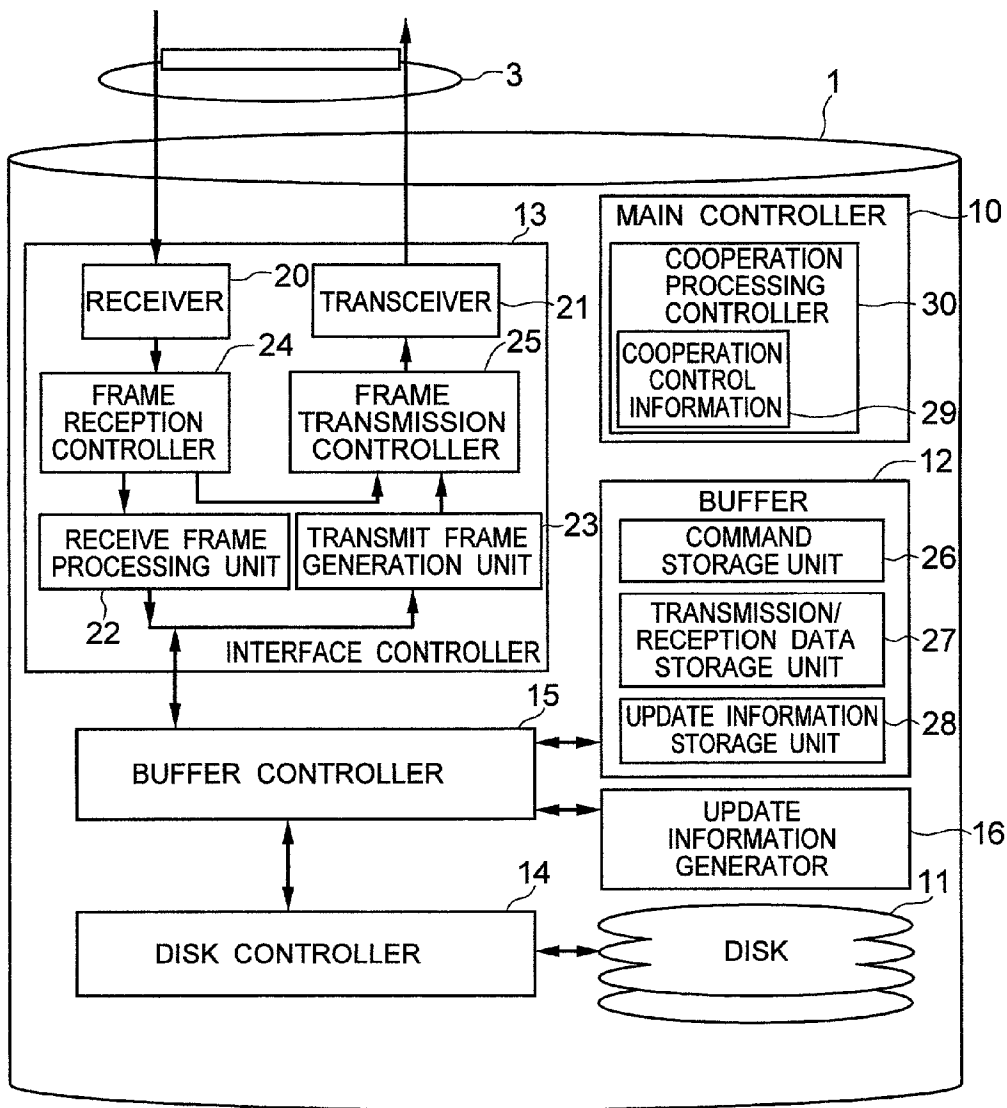 3
1
13
20
RECEIVER
TRANSCEIVER
21
24
FRAME
RECEPTION
CONTROLLER
25
FRAME
TRANSMISSION
CONTROLLER
RECEIVE FRAME
PROCESSING UNIT
22
TRANSMIT FRAME
GENERATION UNIT
23
INTERFACE CONTROLLER
MAIN CONTROLLER
10
COOPERATION
PROCESSING
CONTROLLER
30
COOPERATION
CONTROL
INFORMATION
29
12
BUFFER
COMMAND
STORAGE UNIT
26
TRANSMISSION/
RECEPTION DATA
STORAGE UNIT
27
UPDATE INFORMATION
STORAGE UNIT
28
15
BUFFER CONTROLLER
UPDATE
INFORMATION
GENERATOR
16
14
DISK CONTROLLER
11
DISK